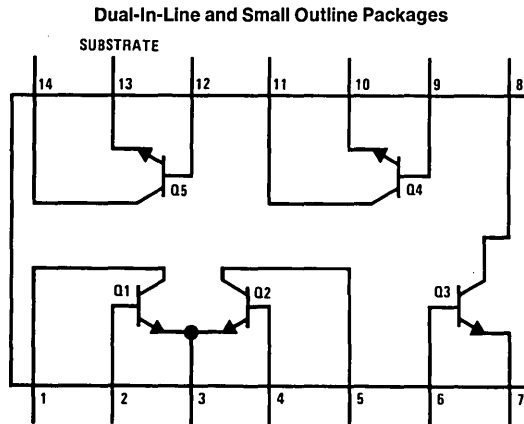 Dual-In-Line and Small Outline Packages
SUBSTRATE
14 13 12 11 10 9 8
Q5 Q4
Q1 Q2 Q3
1 2 3 4 5 6 7